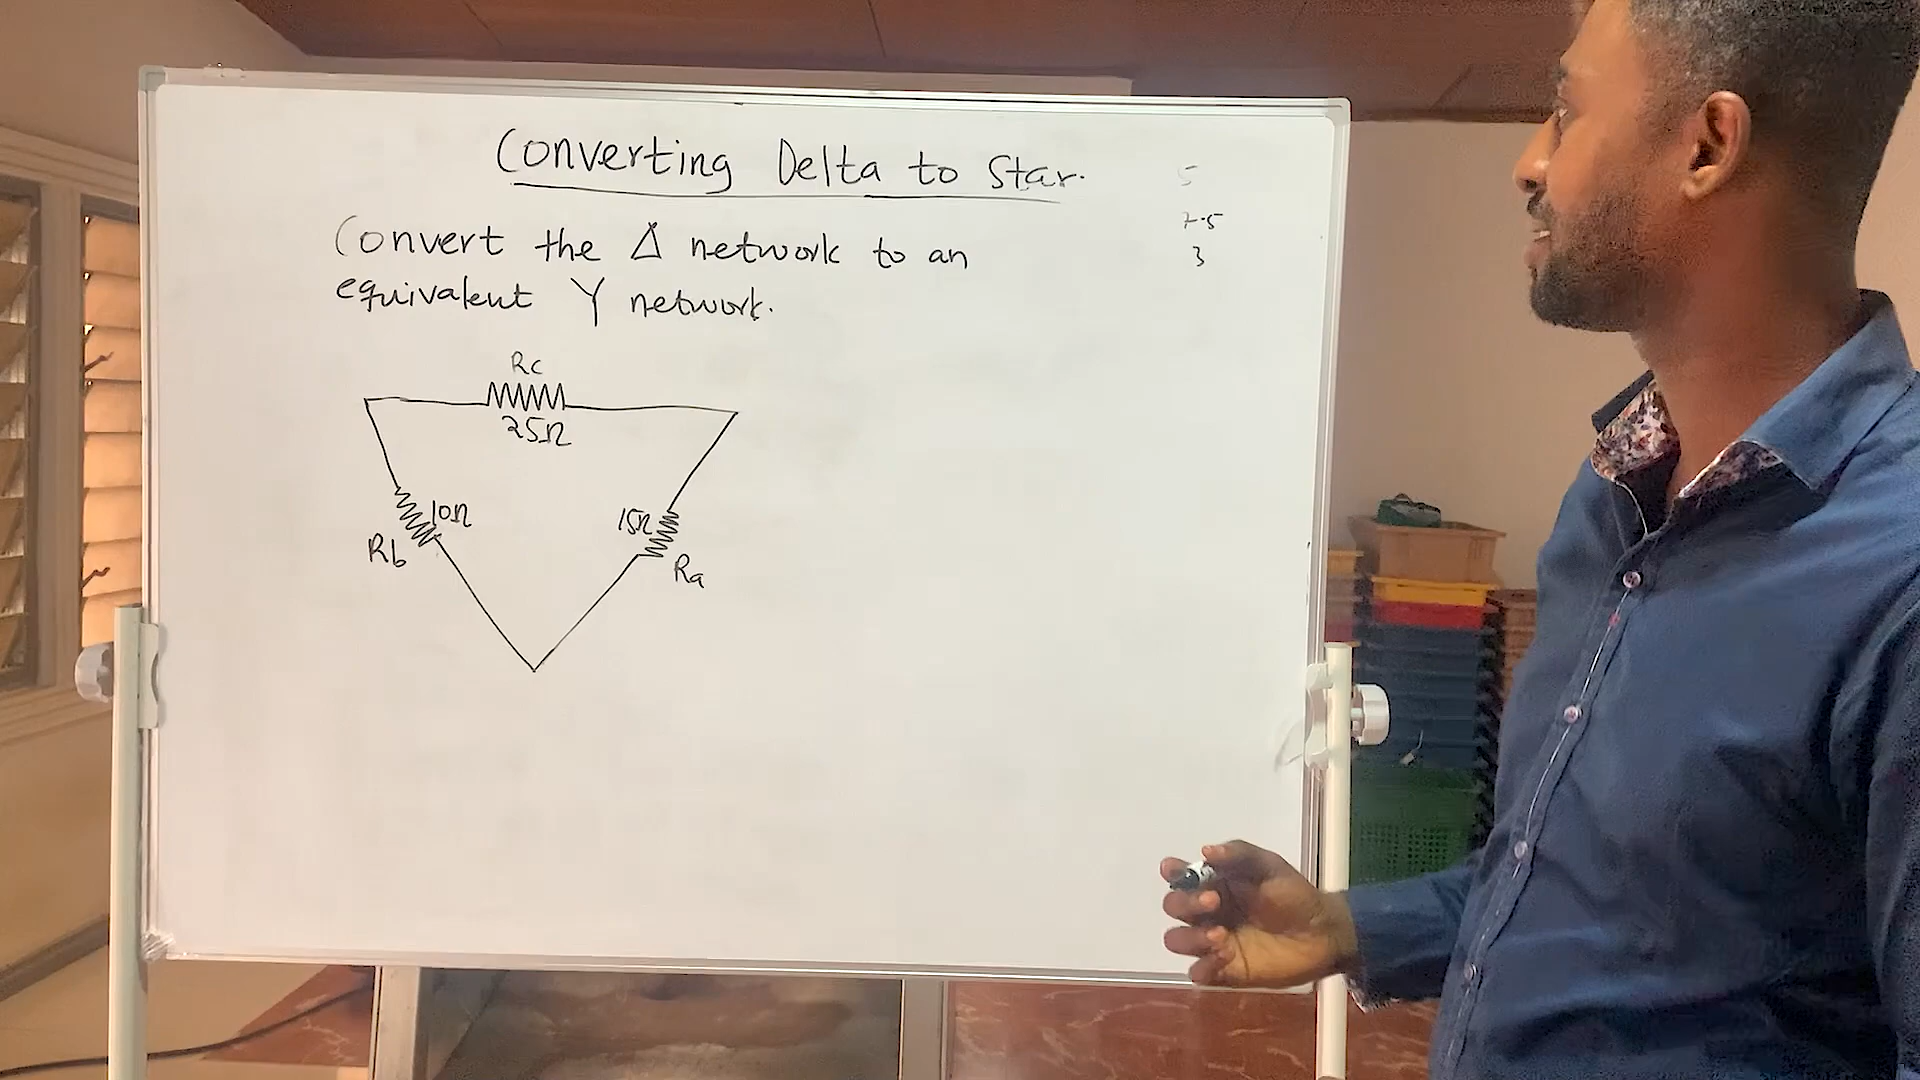 Converting Delta to Star.
5
7.5
3
Convert the Δ network to an
equivalent Y network.
Rc
25Ω
10Ω
15Ω
Rb
Ra